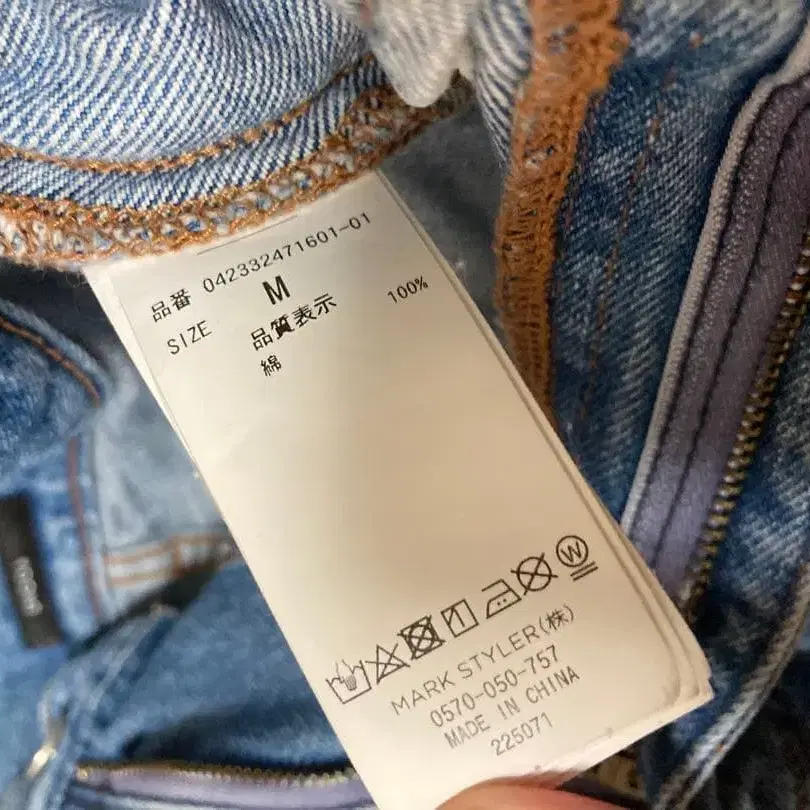 品番 042332471601-01
SIZE M
品質表示
綿 100%
W
MARK STYLER(株)
0570-050-757
MADE IN CHINA
225071